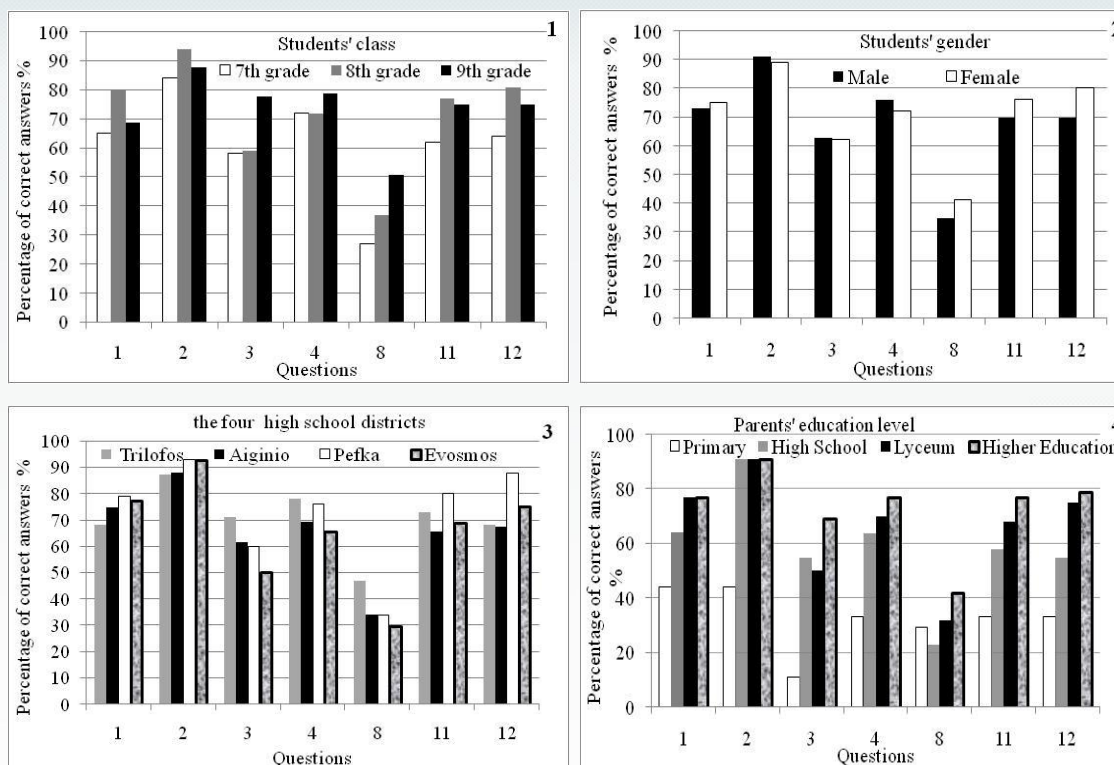 1
Students' class
7th grade 8th grade 9th grade
Percentage of correct answers %
100
90
80
70
60
50
40
30
20
10
0
1 2 3 4 8 11 12
Questions
2
Students' gender
Male Female
Percentage of correct answers %
100
90
80
70
60
50
40
30
20
10
0
1 2 3 4 8 11 12
Questions
the four high school districts
3
Trilofos Aiginio Pefka Evosmos
Percentage of correct answers %
100
90
80
70
60
50
40
30
20
10
0
1 2 3 4 8 11 12
Questions
Parents' education level
4
Primary High School Lyceum Higher Education
Percentage of correct answers
%
100
80
60
40
20
0
1 2 3 4 8 11 12
Questions